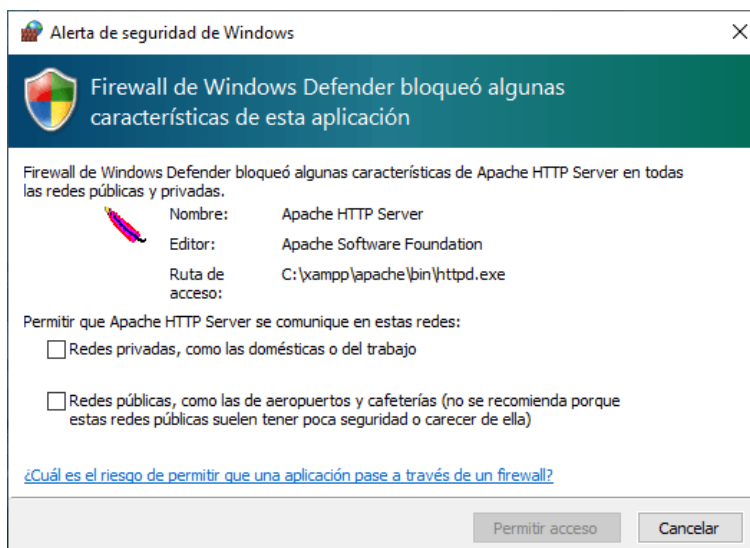 Alerta de seguridad de Windows
Firewall de Windows Defender bloqueó algunas
características de esta aplicación
Firewall de Windows Defender bloqueó algunas características de Apache HTTP Server en todas
las redes públicas y privadas.
Nombre: Apache HTTP Server
Editor: Apache Software Foundation
Ruta de acceso: C:\xampp\apache\bin\httpd.exe
Permitir que Apache HTTP Server se comunique en estas redes:
Redes privadas, como las domésticas o del trabajo
Redes públicas, como las de aeropuertos y cafeterías (no se recomienda porque
estas redes públicas suelen tener poca seguridad o carecer de ella)
¿Cuál es el riesgo de permitir que una aplicación pase a través de un firewall?
Permitir acceso Cancelar